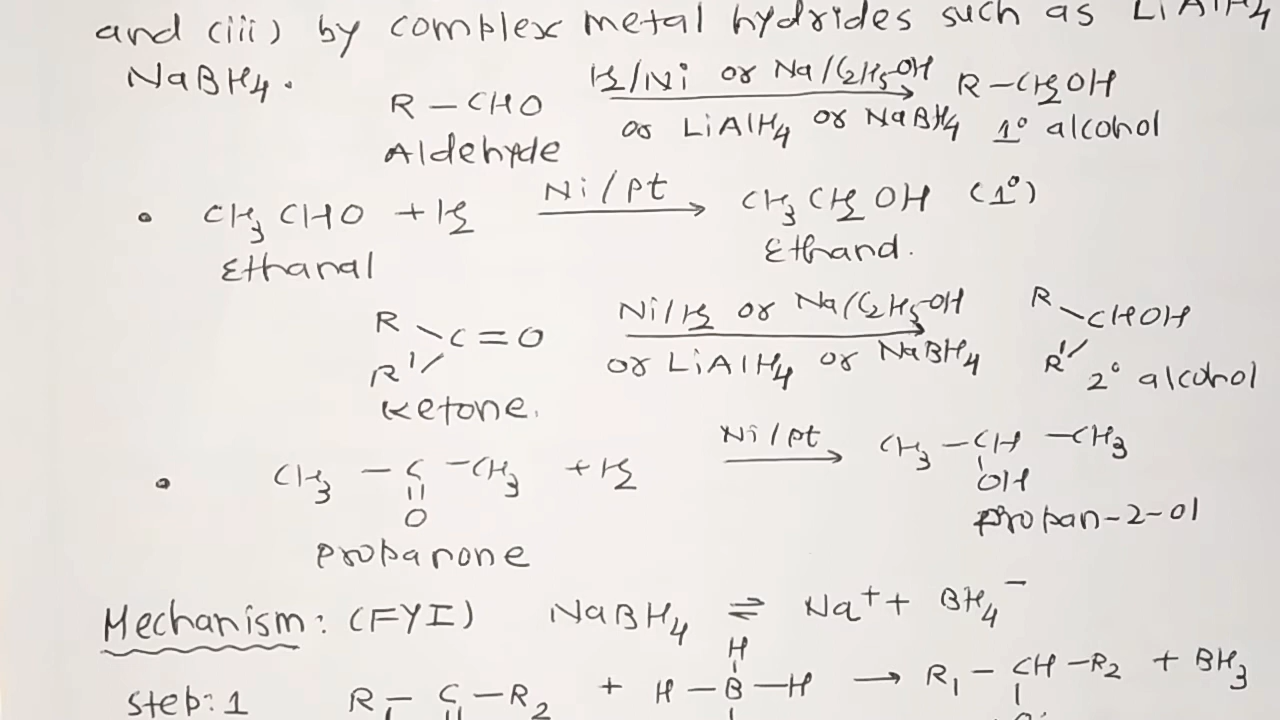 and (iii) by complex metal hydrides such as LiAlH4
NaBH4.
H2/Ni or Na/C2H5OH
R – CHO → R–CH2OH
or LiAlH4 or NaBH4 1° alcohol
Aldehyde
Ni/pt
• CH3CHO + H2 → CH3CH2OH (1°)
Ethanal Ethanol.
Ni/H2 or Na/C2H5OH
R R' C=O → R R' CHOH
or LiAlH4 or NaBH4 2° alcohol
Ketone.
Ni/pt
• CH3 – C – CH3 + H2 → CH3 – CH – CH3
O OH
propanone propan-2-ol
Mechanism: (FYI) NaBH4 ⇌ Na+ + BH4−
H
step:1 R – C – R2 + H – B – H → R1 – CH – R2 + BH3